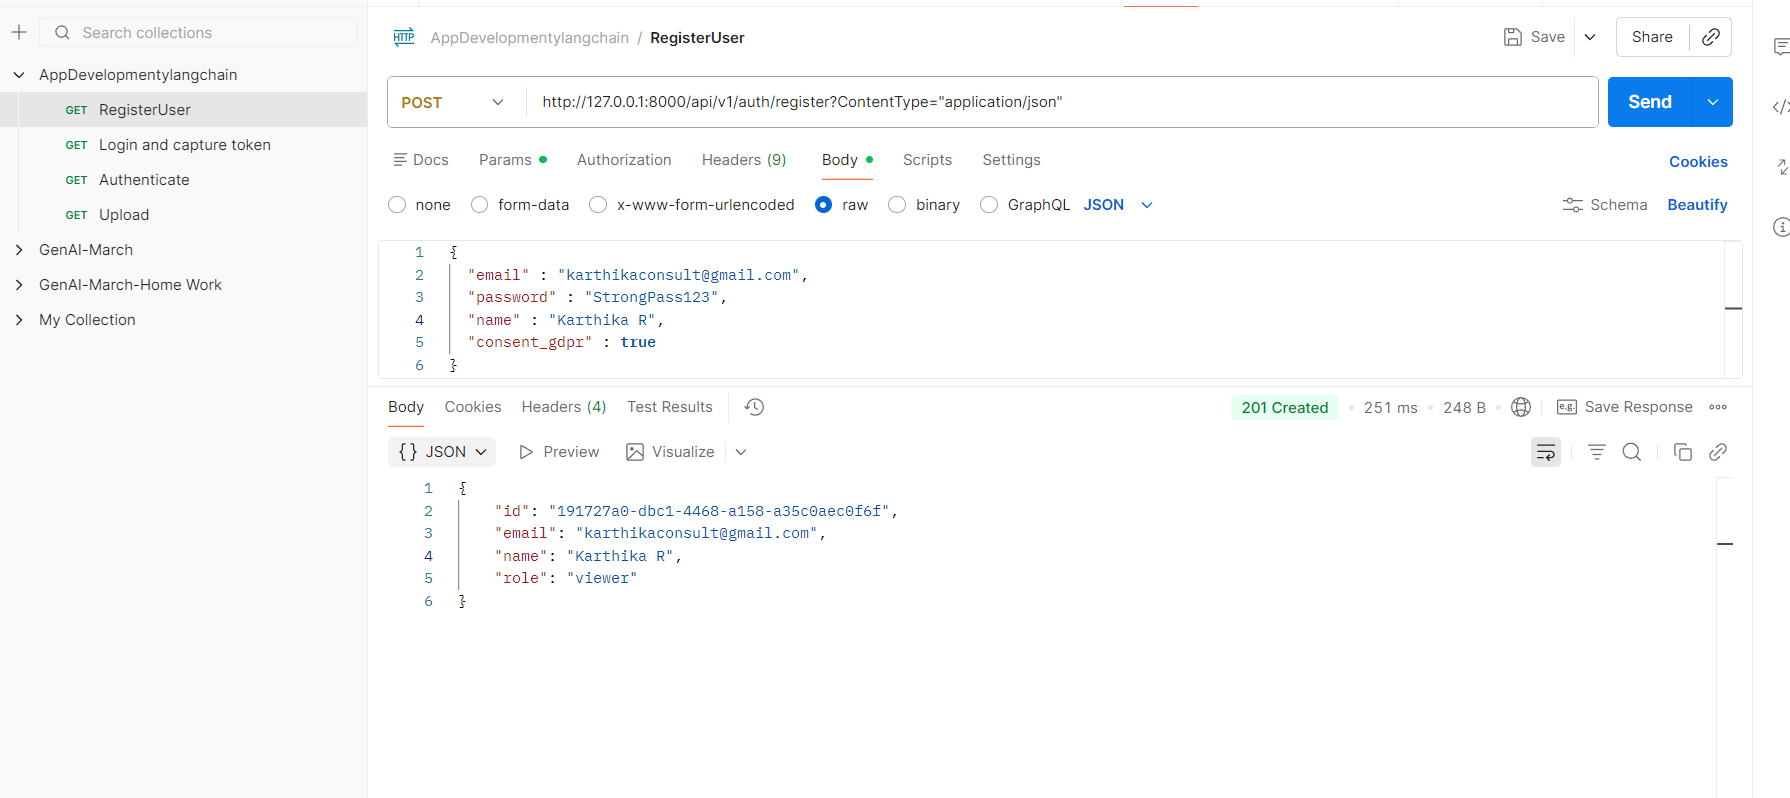 Search collections
AppDevelopmentylangchain
GET RegisterUser
GET Login and capture token
GET Authenticate
GET Upload
GenAI-March
GenAI-March-Home Work
My Collection
HTTP AppDevelopmentylangchain / RegisterUser
Save
Share
POST http://127.0.0.1:8000/api/v1/auth/register?ContentType="application/json"
Send
Docs Params Authorization Headers (9) Body Scripts Settings
Cookies
none form-data x-www-form-urlencoded raw binary GraphQL JSON
Schema Beautify
1 {
2 "email" : "karthikaconsult@gmail.com",
3 "password" : "StrongPass123",
4 "name" : "Karthika R",
5 "consent_gdpr" : true
6 }
Body Cookies Headers (4) Test Results
201 Created 251 ms 248 B e.g. Save Response
{} JSON Preview Visualize
1 {
2 "id": "191727a0-dbc1-4468-a158-a35c0aec0f6f",
3 "email": "karthikaconsult@gmail.com",
4 "name": "Karthika R",
5 "role": "viewer"
6 }